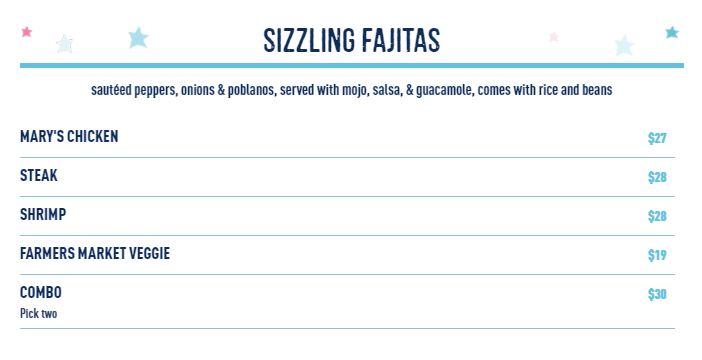 SIZZLING FAJITAS
sautéed peppers, onions & poblanos, served with mojo, salsa, & guacamole, comes with rice and beans
MARY'S CHICKEN $27
STEAK $28
SHRIMP $28
FARMERS MARKET VEGGIE $19
COMBO $30
Pick two